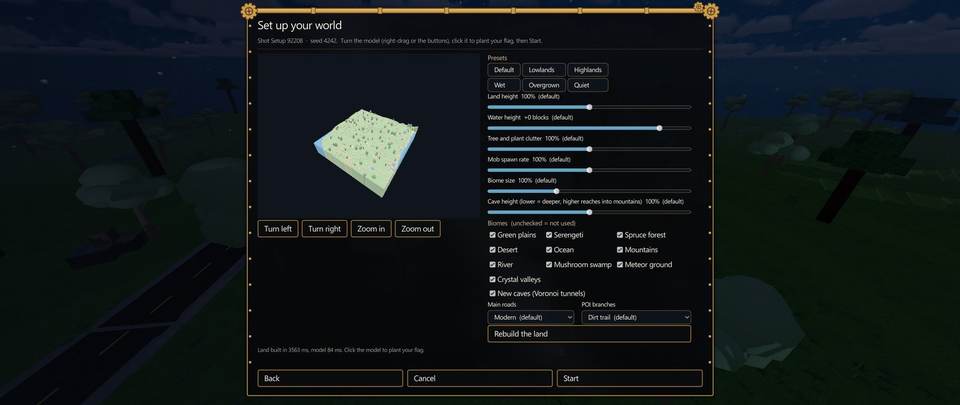 Set up your world
Shot Setup 92208 - seed 4242. Turn the model (right-drag or the buttons), click it to plant your flag, then Start.
Presets
Default Lowlands Highlands
Wet Overgrown Quiet
Land height 100% (default)
Water height +0 blocks (default)
Tree and plant clutter 100% (default)
Mob spawn rate 100% (default)
Biome size 100% (default)
Cave height (lower = deeper, higher reaches into mountains) 100% (default)
Turn left Turn right Zoom in Zoom out
Biomes (unchecked = not used)
Green plains Serengeti Spruce forest
Desert Ocean Mountains
River Mushroom swamp Meteor ground
Crystal valleys
New caves (Voronoi tunnels)
Main roads POI branches
Modern (default) Dirt trail (default)
Rebuild the land
Land built in 3563 ms, model 84 ms. Click the model to plant your flag.
Back Cancel Start